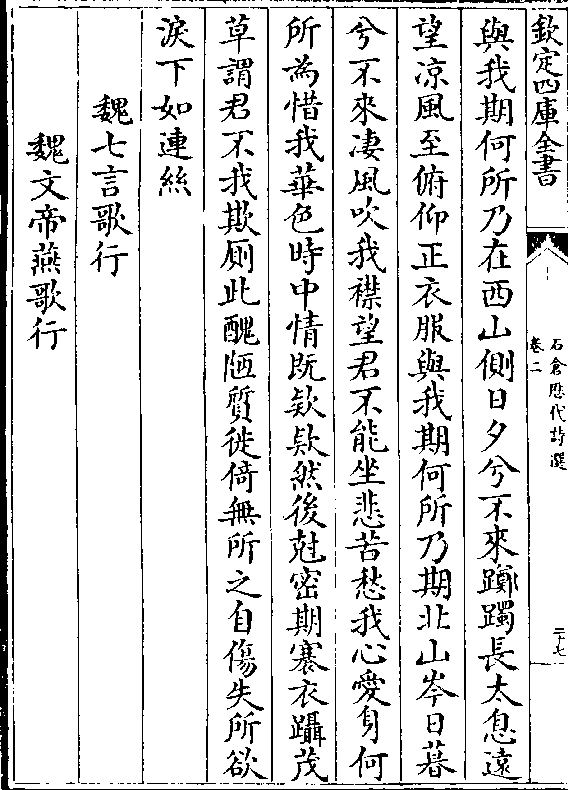 欽定四庫全書
石倉歷代詩選
卷二
二十七
與我期何所乃在西山側日夕兮不來躑躅長太息遠
望凉風至俯仰正衣服與我期何所乃期北山岑日暮
兮不來凄風吹我襟望君不能坐悲苦愁我心愛身何
所為惜我華色時中情既欵欵然後尅密期褰衣躡茂
草謂君不我欺厠此醜陋質徙倚無所之自傷失所欲
淚下如連絲
魏七言歌行
魏文帝燕歌行